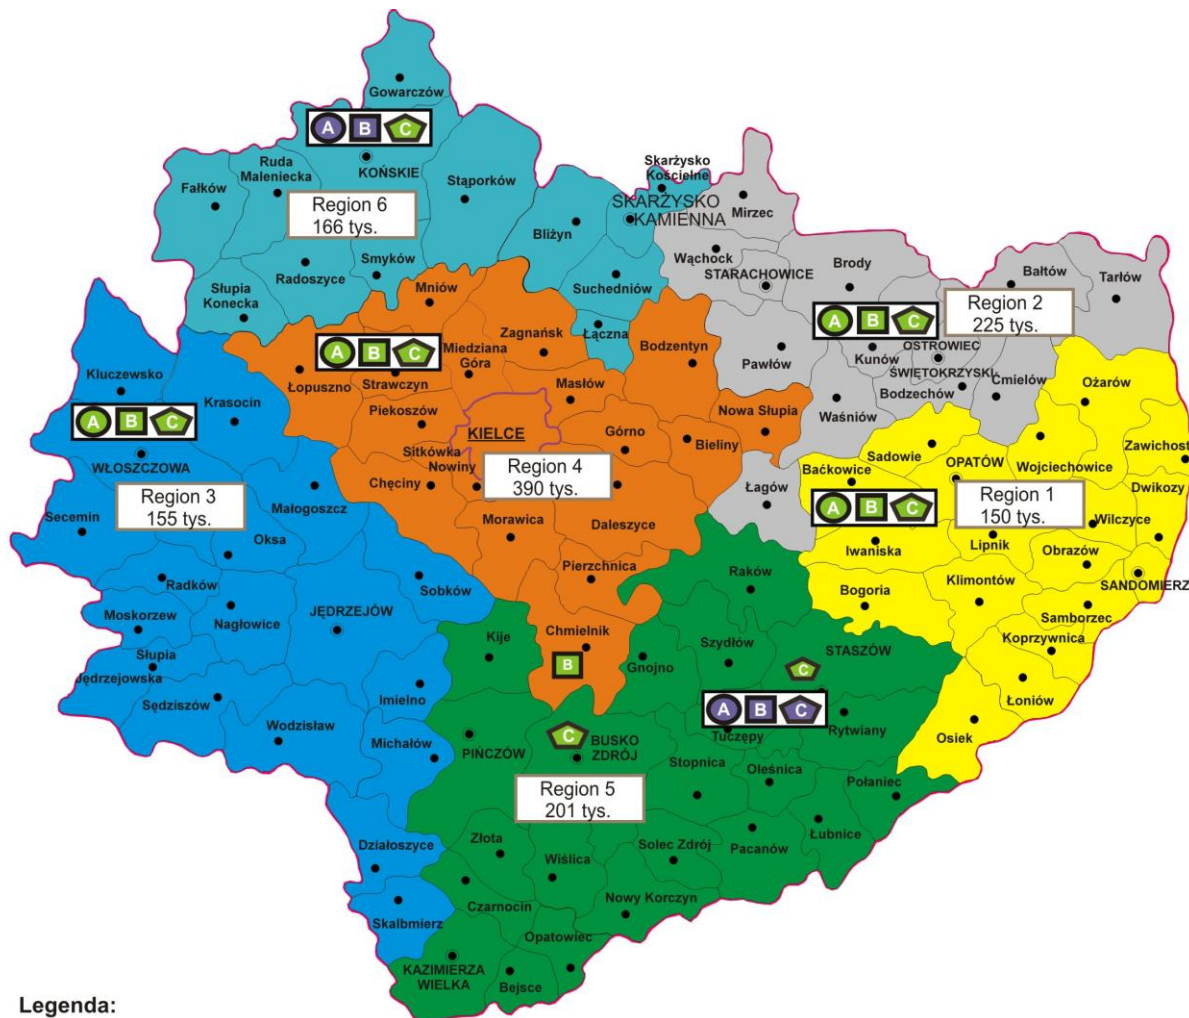 Gowarczów
A B C
KOŃSKIE
Ruda
Maleniecka
Fałków
Stąporków
Region 6
166 tys.
Skarżysko
Kościelne
SKARŻYSKO
KAMIENNA
Bliżyn
Mirzec
Radoszyce
Smyków
Słupia
Konecka
Suchedniów
Łączna
Wąchock
STARACHOWICE
Brody
Bałtów
Tarłów
Region 2
225 tys.
A B C
Pawłów
Kunów
OSTROWIEC
ŚWIĘTOKRZYSKI
Bodzechów
Ćmielów
Waśniów
Łagów
Mniów
Zagnańsk
Bodzentyn
A B C
Miedziana
Góra
Łopuszno
Strawczyn
Masłów
Piekoszów
KIELCE
Górno
Bieliny
Nowa Słupia
Sitkówka
Nowiny
Region 4
390 tys.
Chęciny
Morawica
Daleszyce
Pierzchnica
Chmielnik
B
Kluczewsko
Krasocin
A B C
WŁOSZCZOWA
Region 3
155 tys.
Małogoszcz
Secemin
Oksa
Radków
Moskorzew
Nagłowice
JĘDRZEJÓW
Sobków
Słupia
Jędrzejowska
Sędziszów
Imielno
Wodzisław
Michałów
Działoszyce
Skalbmierz
Ożarów
Zawichost
Sadowie
Baćkowice
OPATÓW
Wojciechowice
Dwikozy
A B C
Region 1
150 tys.
Wilczyce
Iwaniska
Lipnik
Obrazów
SANDOMIERZ
Bogoria
Klimontów
Samborzec
Koprzywnica
Łoniów
Osiek
Raków
Kije
Szydłów
Gnojno
STASZÓW
C
A B C
Tuczępy
Rytwiany
PIŃCZÓW
C
BUSKO
ZDRÓJ
Stopnica
Oleśnica
Połaniec
Region 5
201 tys.
Łubnice
Pacanów
Złota
Wiślica
Solec Zdrój
Czarnocin
Nowy Korczyn
Opatowiec
KAZIMIERZA
WIELKA
Bejsce
Legenda: